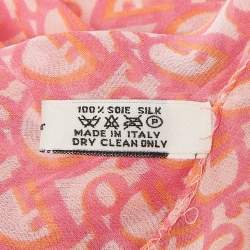 100% SOIE SILK
P
MADE IN ITALY
DRY CLEAN ONLY